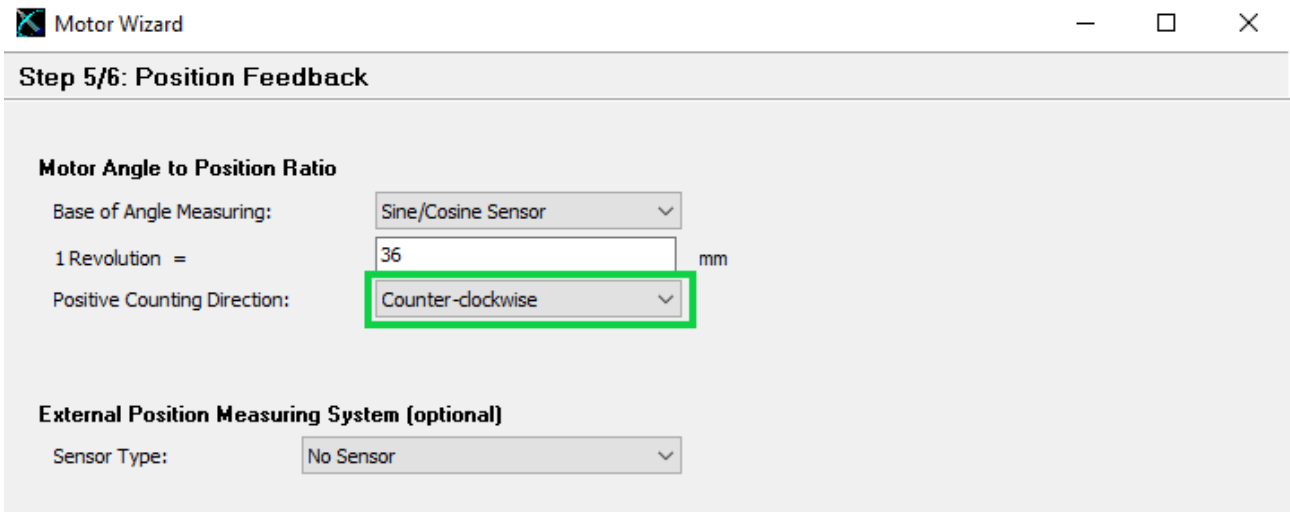 Motor Wizard
Step 5/6: Position Feedback
Motor Angle to Position Ratio
Base of Angle Measuring: Sine/Cosine Sensor
1 Revolution = 36 mm
Positive Counting Direction: Counter-clockwise
External Position Measuring System (optional)
Sensor Type: No Sensor